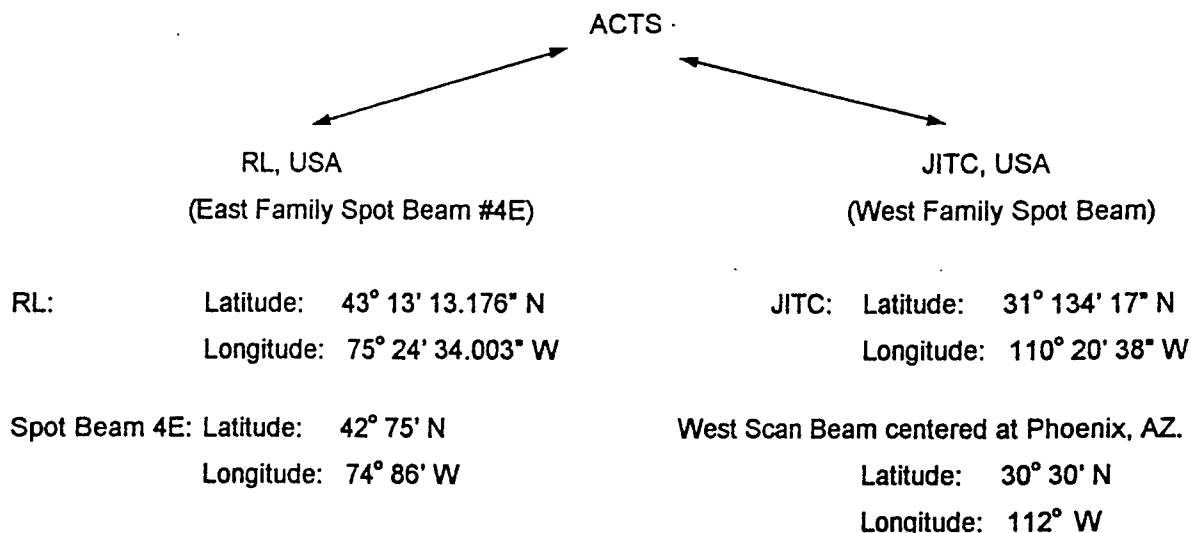 ACTS
RL, USA
(East Family Spot Beam #4E)
JITC, USA
(West Family Spot Beam)
RL: Latitude: 43° 13' 13.176" N
Longitude: 75° 24' 34.003" W
JITC: Latitude: 31° 134' 17" N
Longitude: 110° 20' 38" W
Spot Beam 4E: Latitude: 42° 75' N
Longitude: 74° 86' W
West Scan Beam centered at Phoenix, AZ.
Latitude: 30° 30' N
Longitude: 112° W